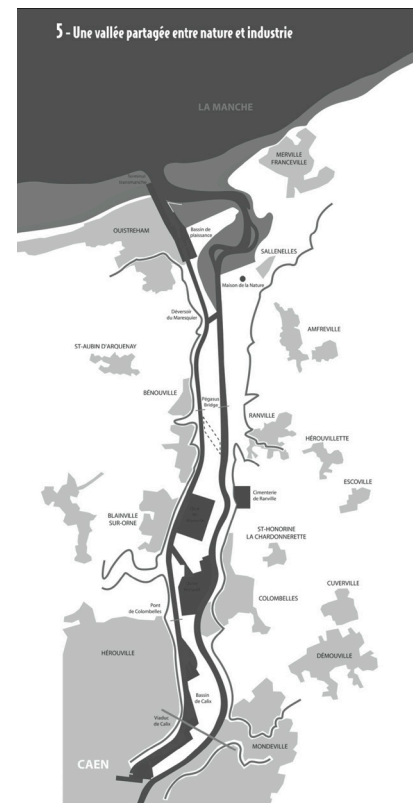 5 - Une vallée partagée entre nature et industrie
LA MANCHE
MERVILLE
FRANCEVILLE
OUISTREHAM
Bassin de
plaisance
SALLENELLES
Maison de la Nature
Déversoir
du Maresquier
AMFREVILLE
ST-AUBIN D'ARQUENAY
BÉNOUVILLE
Pégasus
Bridge
RANVILLE
HÉROUVILLETTE
ESCOVILLE
Cimenterie
de Ranville
BLAINVILLE
SUR-ORNE
ST-HONORINE
LA CHARDONNERETTE
CUVERVILLE
COLOMBELLES
Pont
de Colombelles
DÉMOUVILLE
HÉROUVILLE
Bassin
de Calix
Viaduc
de Calix
MONDEVILLE
CAEN